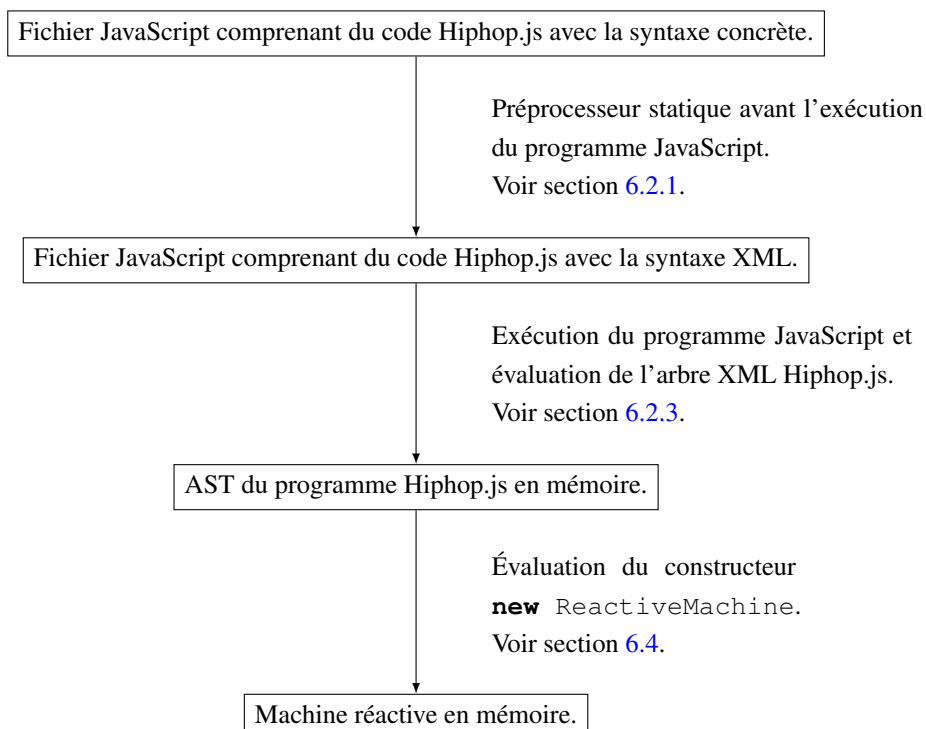 Fichier JavaScript comprenant du code Hiphop.js avec la syntaxe concrète.
Préprocesseur statique avant l'exécution
du programme JavaScript.
Voir section 6.2.1.
Fichier JavaScript comprenant du code Hiphop.js avec la syntaxe XML.
Exécution du programme JavaScript et
évaluation de l'arbre XML Hiphop.js.
Voir section 6.2.3.
AST du programme Hiphop.js en mémoire.
Évaluation du constructeur
new ReactiveMachine.
Voir section 6.4.
Machine réactive en mémoire.